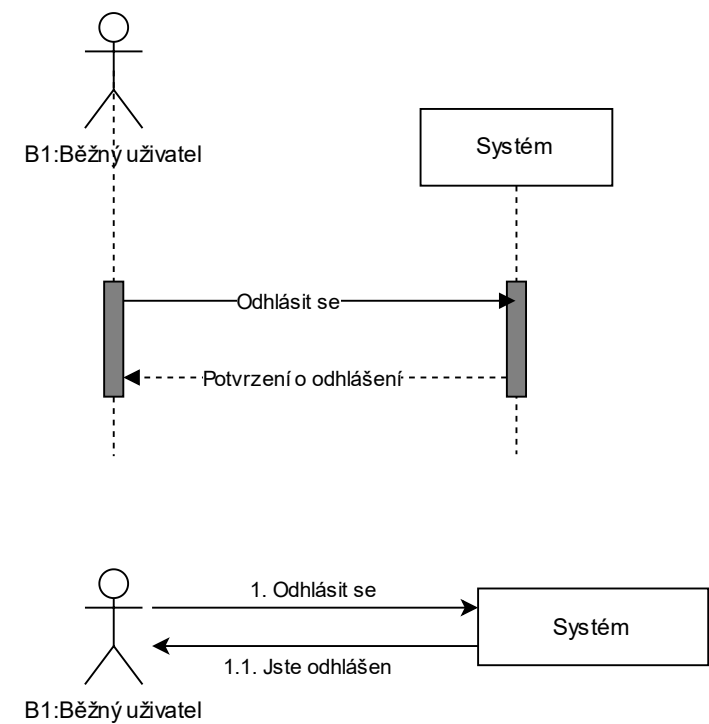 B1:Běžný uživatel
Systém
Odhlásit se
Potvrzení o odhlášení
1. Odhlásit se
Systém
1.1. Jste odhlášen
B1:Běžný uživatel